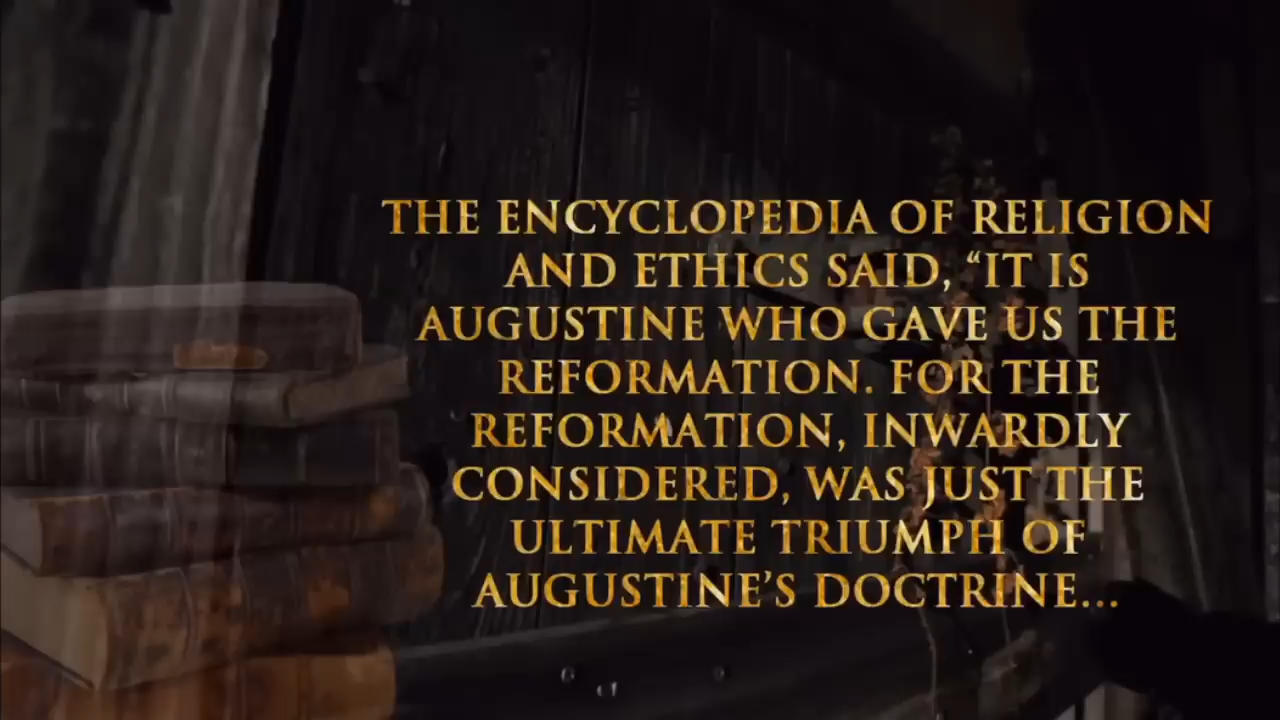 THE ENCYCLOPEDIA OF RELIGION
AND ETHICS SAID, “IT IS
AUGUSTINE WHO GAVE US THE
REFORMATION. FOR THE
REFORMATION, INWARDLY
CONSIDERED, WAS JUST THE
ULTIMATE TRIUMPH OF
AUGUSTINE’S DOCTRINE...